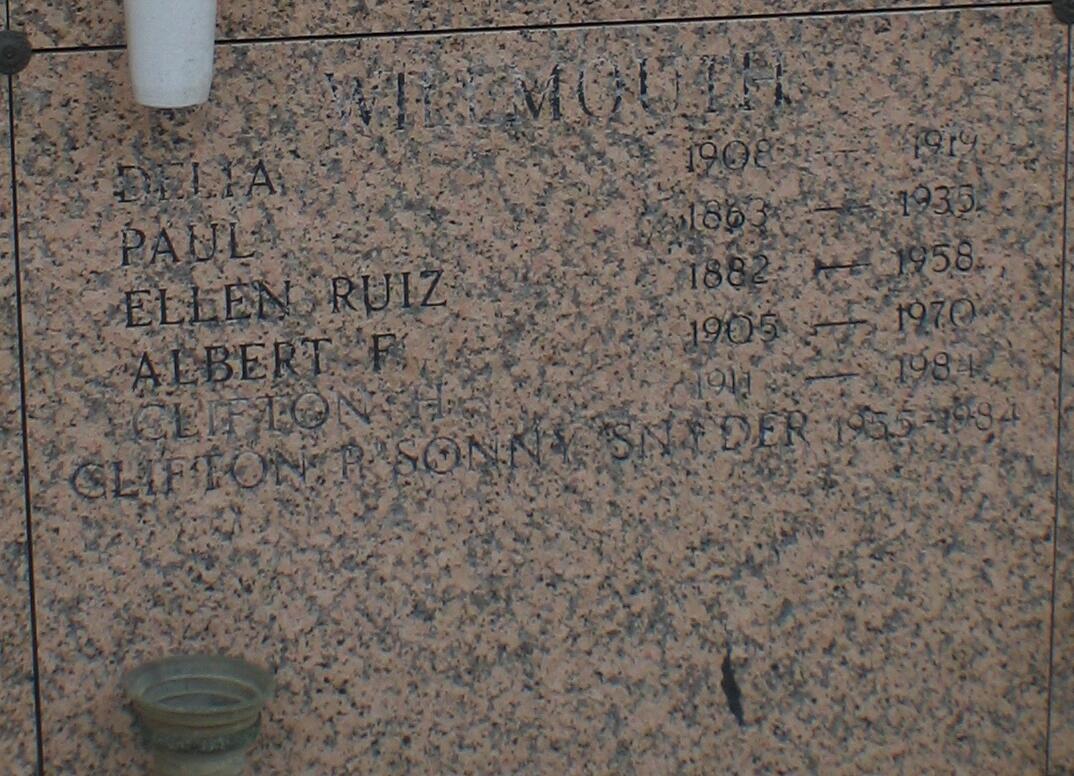 WILLMOUTH
DELIA 1908 — 1919
PAUL 1863 — 1935
ELLEN RUIZ 1882 — 1958
ALBERT F. 1905 — 1970
CLIFTON H. 1911 — 1984
CLIFTON P. "SONNY" SNYDER 1955-1984